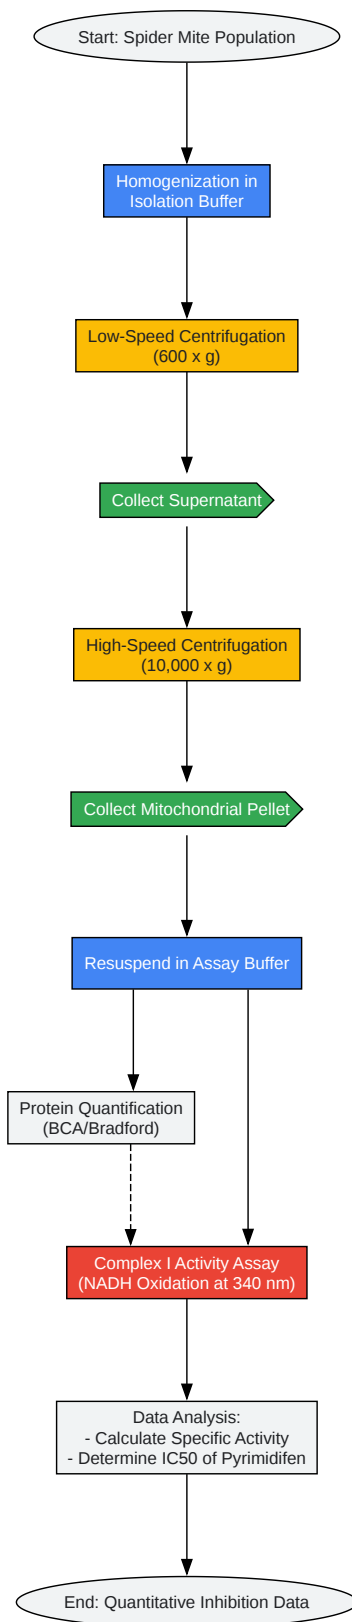 Start: Spider Mite Population
Homogenization in
Isolation Buffer
Low-Speed Centrifugation
(600 x g)
Collect Supernatant
High-Speed Centrifugation
(10,000 x g)
Collect Mitochondrial Pellet
Resuspend in Assay Buffer
Protein Quantification
(BCA/Bradford)
Complex I Activity Assay
(NADH Oxidation at 340 nm)
Data Analysis:
- Calculate Specific Activity
- Determine IC50 of Pyrimidifen
End: Quantitative Inhibition Data